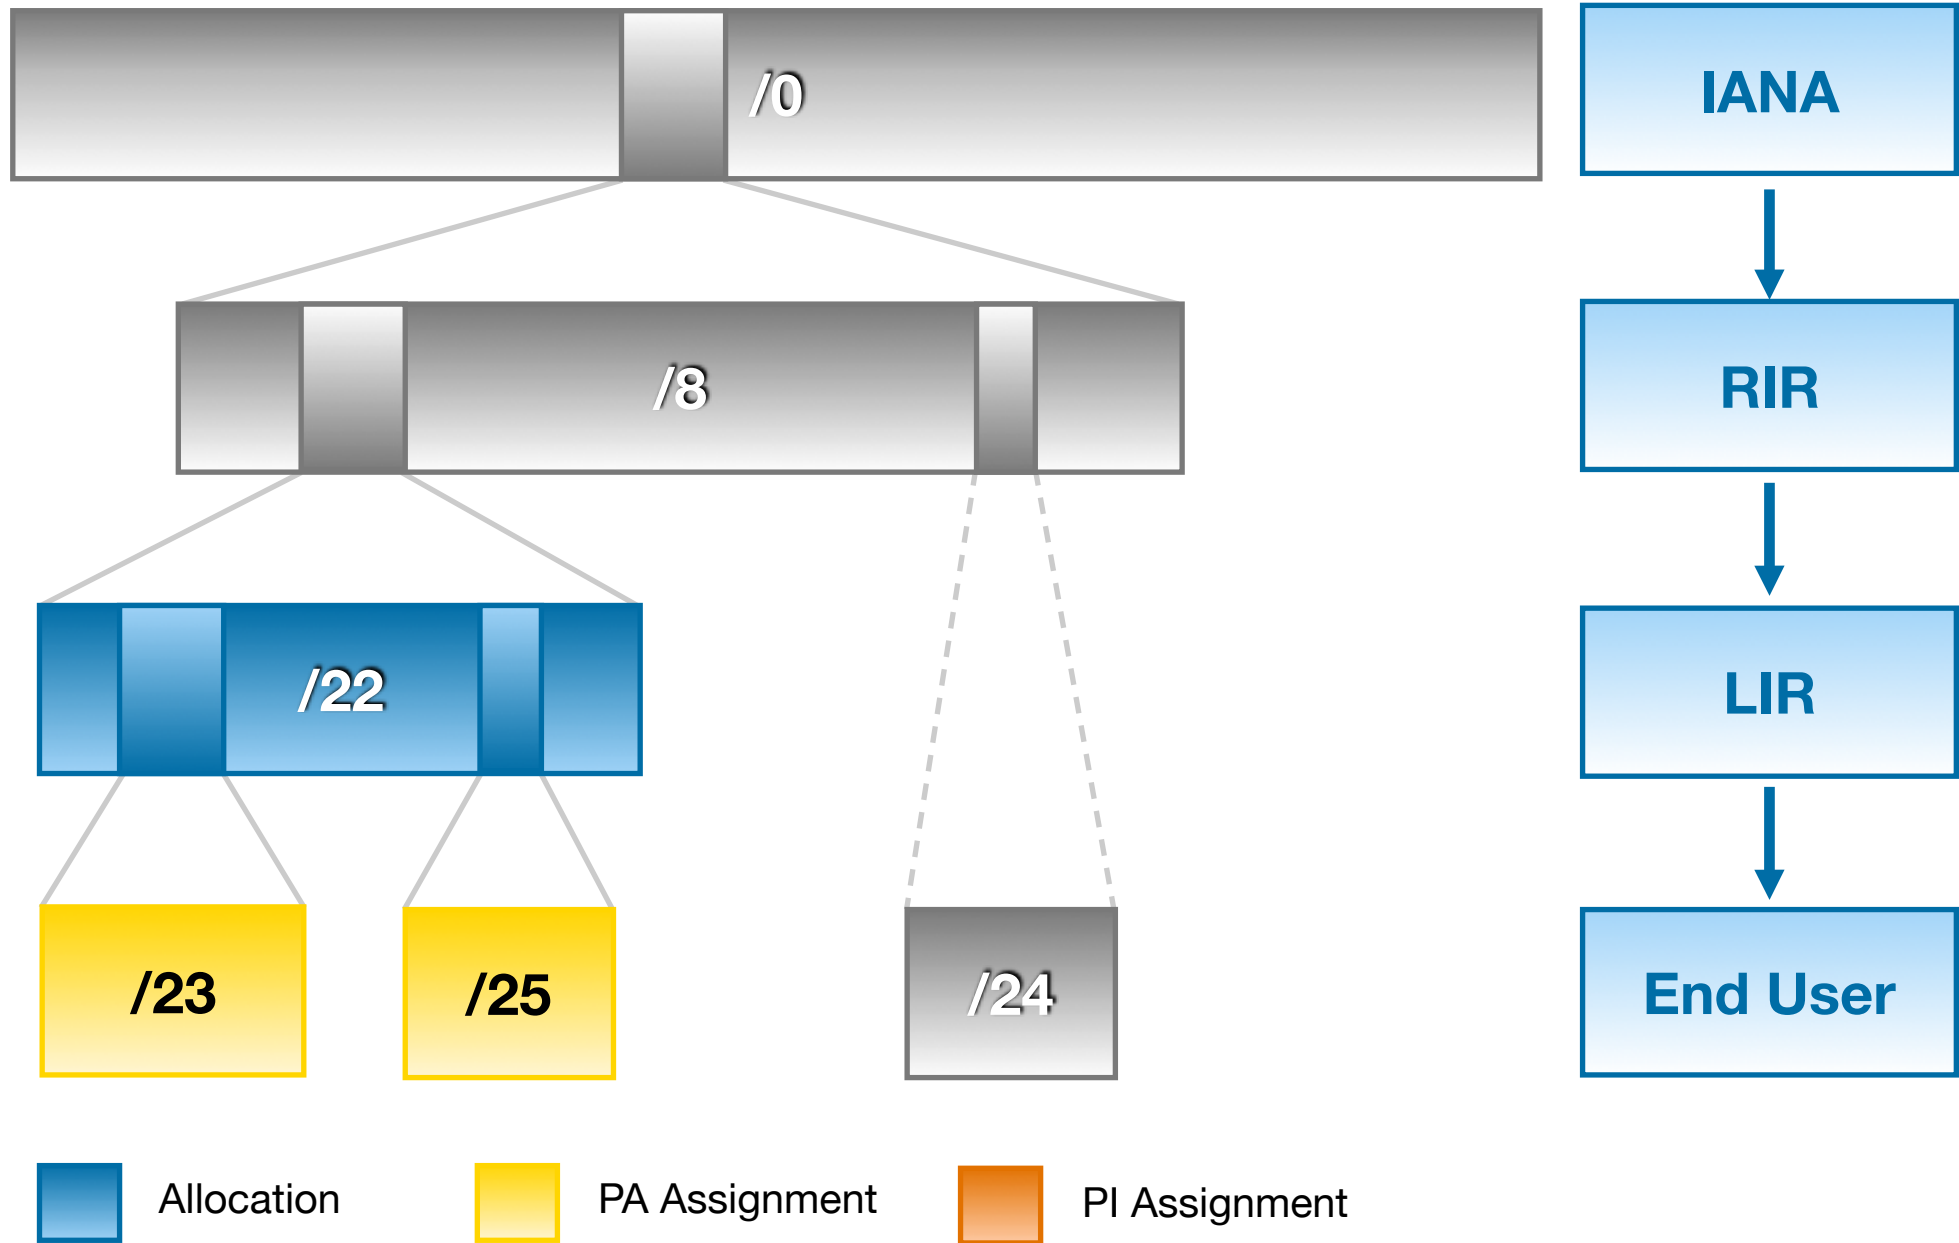 /0
IANA
/8
RIR
/22
LIR
/23
/25
/24
End User
Allocation
PA Assignment
PI Assignment